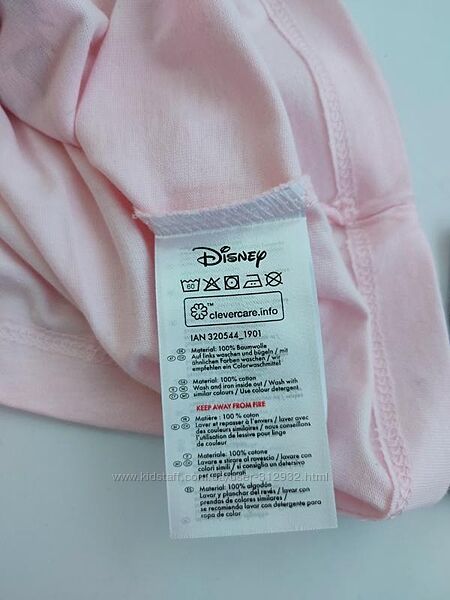 DISNEY
60
™
clevercare.info
IAN 320544_1901
Material: 100% Baumwolle
Auf links waschen und bügeln / mit
ähnlichen Farben waschen / wir
empfehlen ein Colorwaschmittel
Material: 100% cotton
Wash and iron inside out / Wash with
similar colours / Use colour detergent
KEEP AWAY FROM FIRE
Matière : 100% coton
Laver et repasser à l'envers / laver avec
des couleurs similaires / nous conseillons
de l'utilisation de lessive pour linge
de couleur
Materiale: 100% cotone
Lavare e stirare al rovescio / lavare con
colori simili / si consiglia un detersivo
per capi colorati
Material: 100% algodón
Lavar y planchar del revés / lavar con
prendas de colores similares / se
recomienda lavar con detergente para
ropa de color